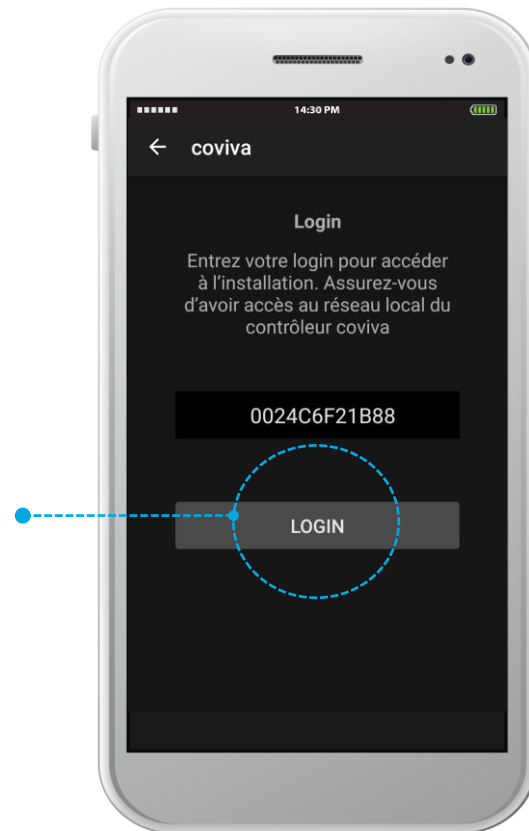 14:30 PM
coviva
Login
Entrez votre login pour accéder
à l'installation. Assurez-vous
d'avoir accès au réseau local du
contrôleur coviva
0024C6F21B88
LOGIN